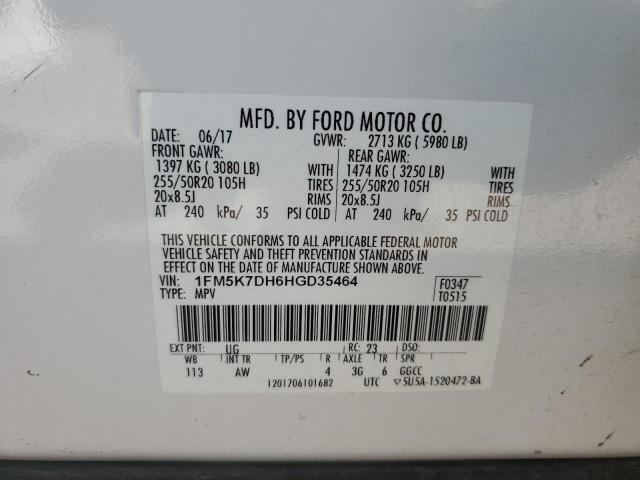 MFD. BY FORD MOTOR CO.
DATE: 06/17 GVWR: 2713 KG ( 5980 LB)
FRONT GAWR: REAR GAWR:
1397 KG ( 3080 LB) WITH 1474 KG ( 3250 LB) WITH
255/50R20 105H TIRES 255/50R20 105H TIRES
20x8.5J RIMS 20x8.5J RIMS
AT 240 kPa/ 35 PSI COLD AT 240 kPa/ 35 PSI COLD
THIS VEHICLE CONFORMS TO ALL APPLICABLE FEDERAL MOTOR
VEHICLE SAFETY AND THEFT PREVENTION STANDARDS IN
EFFECT ON THE DATE OF MANUFACTURE SHOWN ABOVE.
VIN: 1FM5K7DH6HGD35464 F0347
TYPE: MPV T0515
EXT PNT: UG RC: 23 DSO:
WB INT TR TP/PS R AXLE TR SPR
113 AW 4 3G 6 GGCC
1201706101682 UTC ▽5U5A-1520472-BA